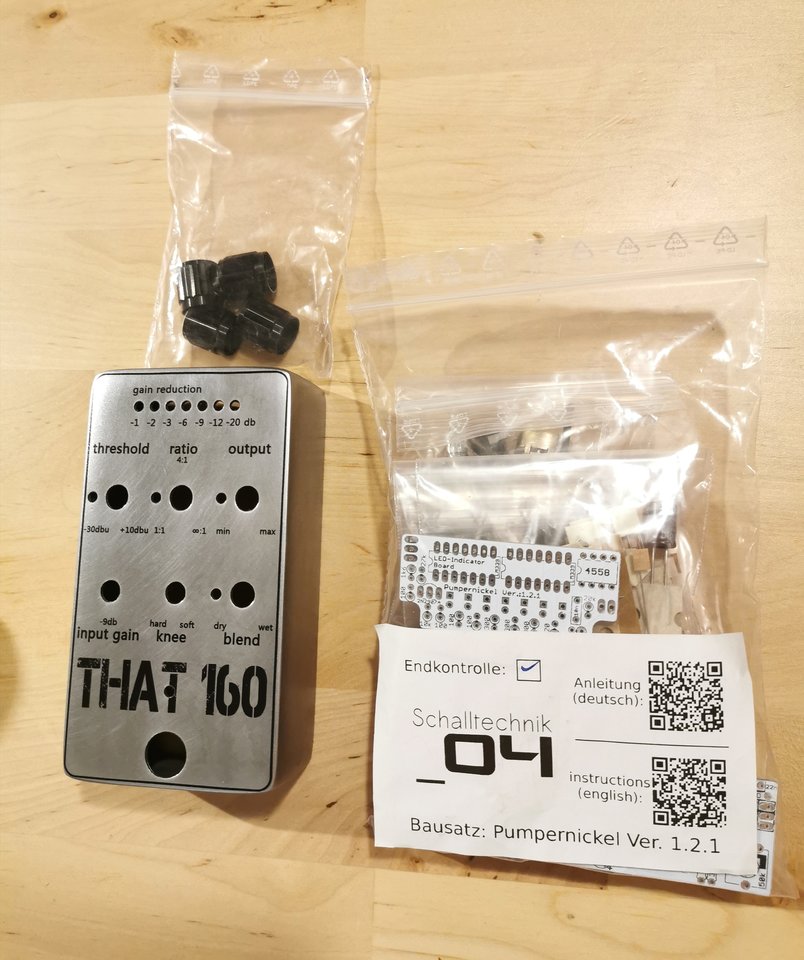 gain reduction
-1 -2 -3 -6 -9 -12 -20 db
threshold ratio output
4:1
-30dbu +10dbu 1:1 ∞:1 min max
-9db hard soft dry wet
input gain knee blend
THAT 160
LED-Indicator
Board
4558
Pumpernickel Ver.:1.2.1
Endkontrolle:
Anleitung
(deutsch):
Schalltechnik
_04
instructions
(english):
Bausatz: Pumpernickel Ver. 1.2.1
50k